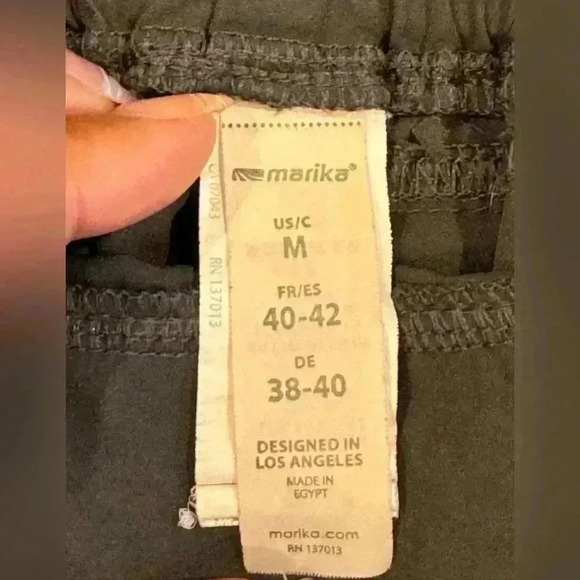 marika®
US/C
M
FR/ES
40-42
DE
38-40
DESIGNED IN
LOS ANGELES
MADE IN
EGYPT
marika.com
RN 137013
RN 137013